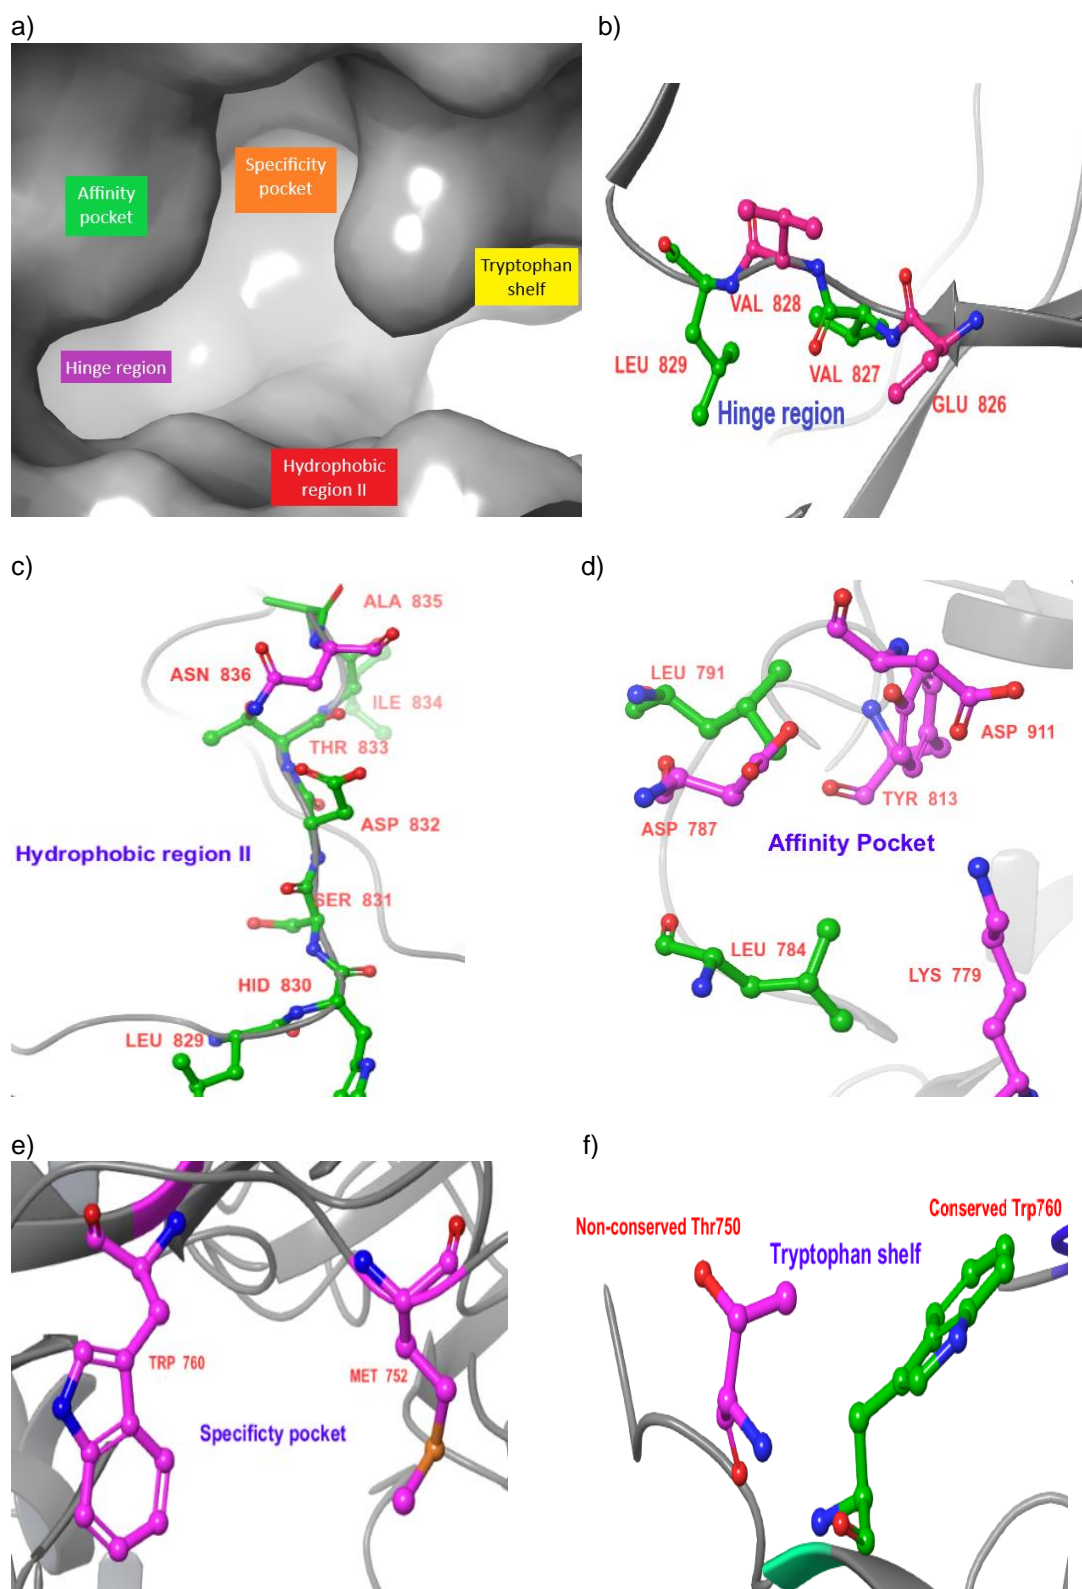 a)
Affinity
pocket
Specificity
pocket
Tryptophan
shelf
Hinge region
Hydrophobic
region II
b)
VAL 828
LEU 829
VAL 827
GLU 826
Hinge region
c)
ALA 835
ASN 836
ILE 834
THR 833
ASP 832
Hydrophobic region II
SER 831
HID 830
LEU 829
d)
LEU 791
ASP 911
TYR 813
ASP 787
Affinity Pocket
LEU 784
LYS 779
e)
TRP 760
MET 752
Specificty pocket
f)
Conserved Trp760
Non-conserved Thr750
Tryptophan shelf